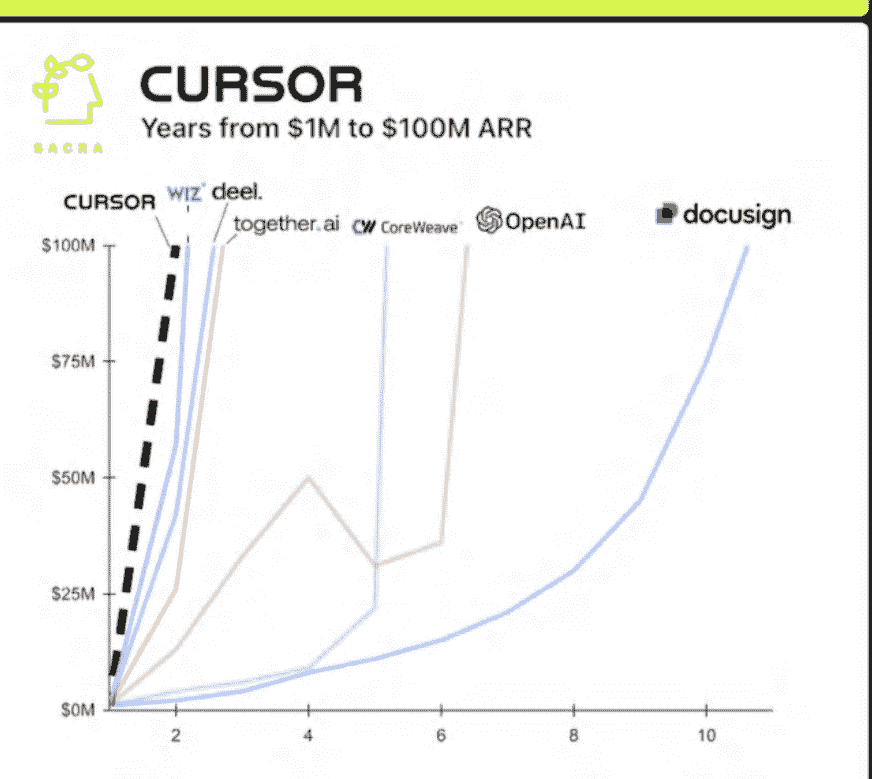 CURSOR
Years from $1M to $100M ARR
SACRA
CURSOR WIZ deel.
together.ai CW CoreWeave OpenAI docusign
$100M
$75M
$50M
$25M
$0M
2 4 6 8 10